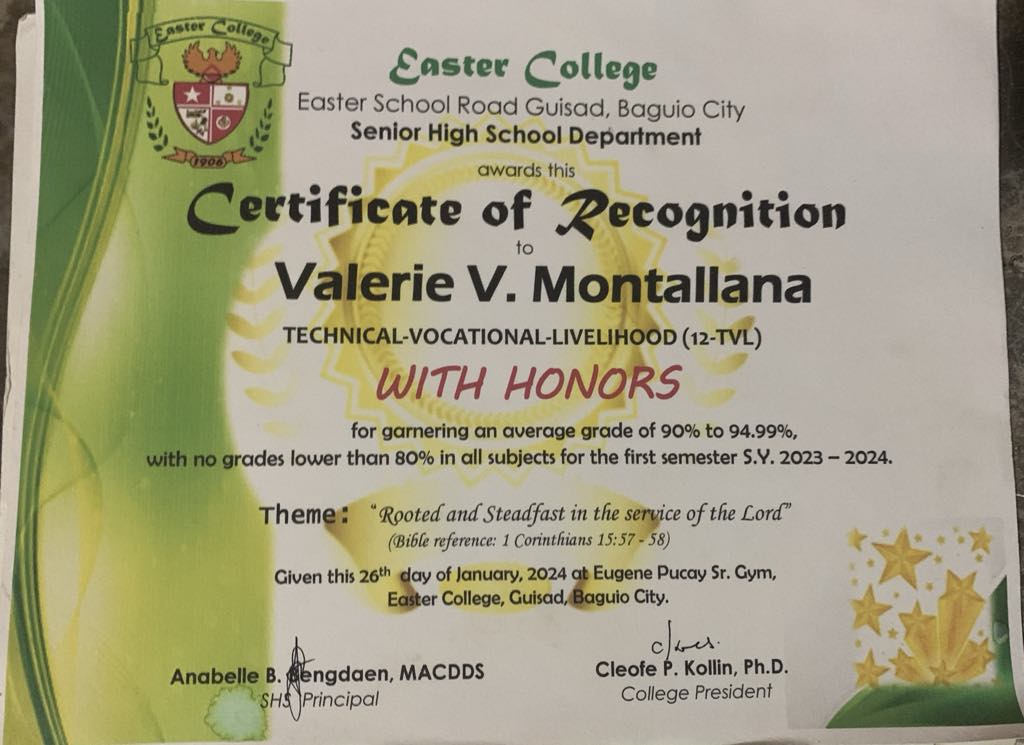 Easter College
Easter College
Easter School Road Guisad, Baguio City
Senior High School Department
awards this
Certificate of Recognition
to
Valerie V. Montallana
TECHNICAL-VOCATIONAL-LIVELIHOOD (12-TVL)
WITH HONORS
for garnering an average grade of 90% to 94.99%,
with no grades lower than 80% in all subjects for the first semester S.Y. 2023 – 2024.
Theme: "Rooted and Steadfast in the service of the Lord"
(Bible reference: 1 Corinthians 15:57 - 58)
Given this 26th day of January, 2024 at Eugene Pucay Sr. Gym,
Easter College, Guisad, Baguio City.
Anabelle B. Bengdaen, MACDDS
SHS Principal
Cleofe P. Kollin, Ph.D.
College President
1906